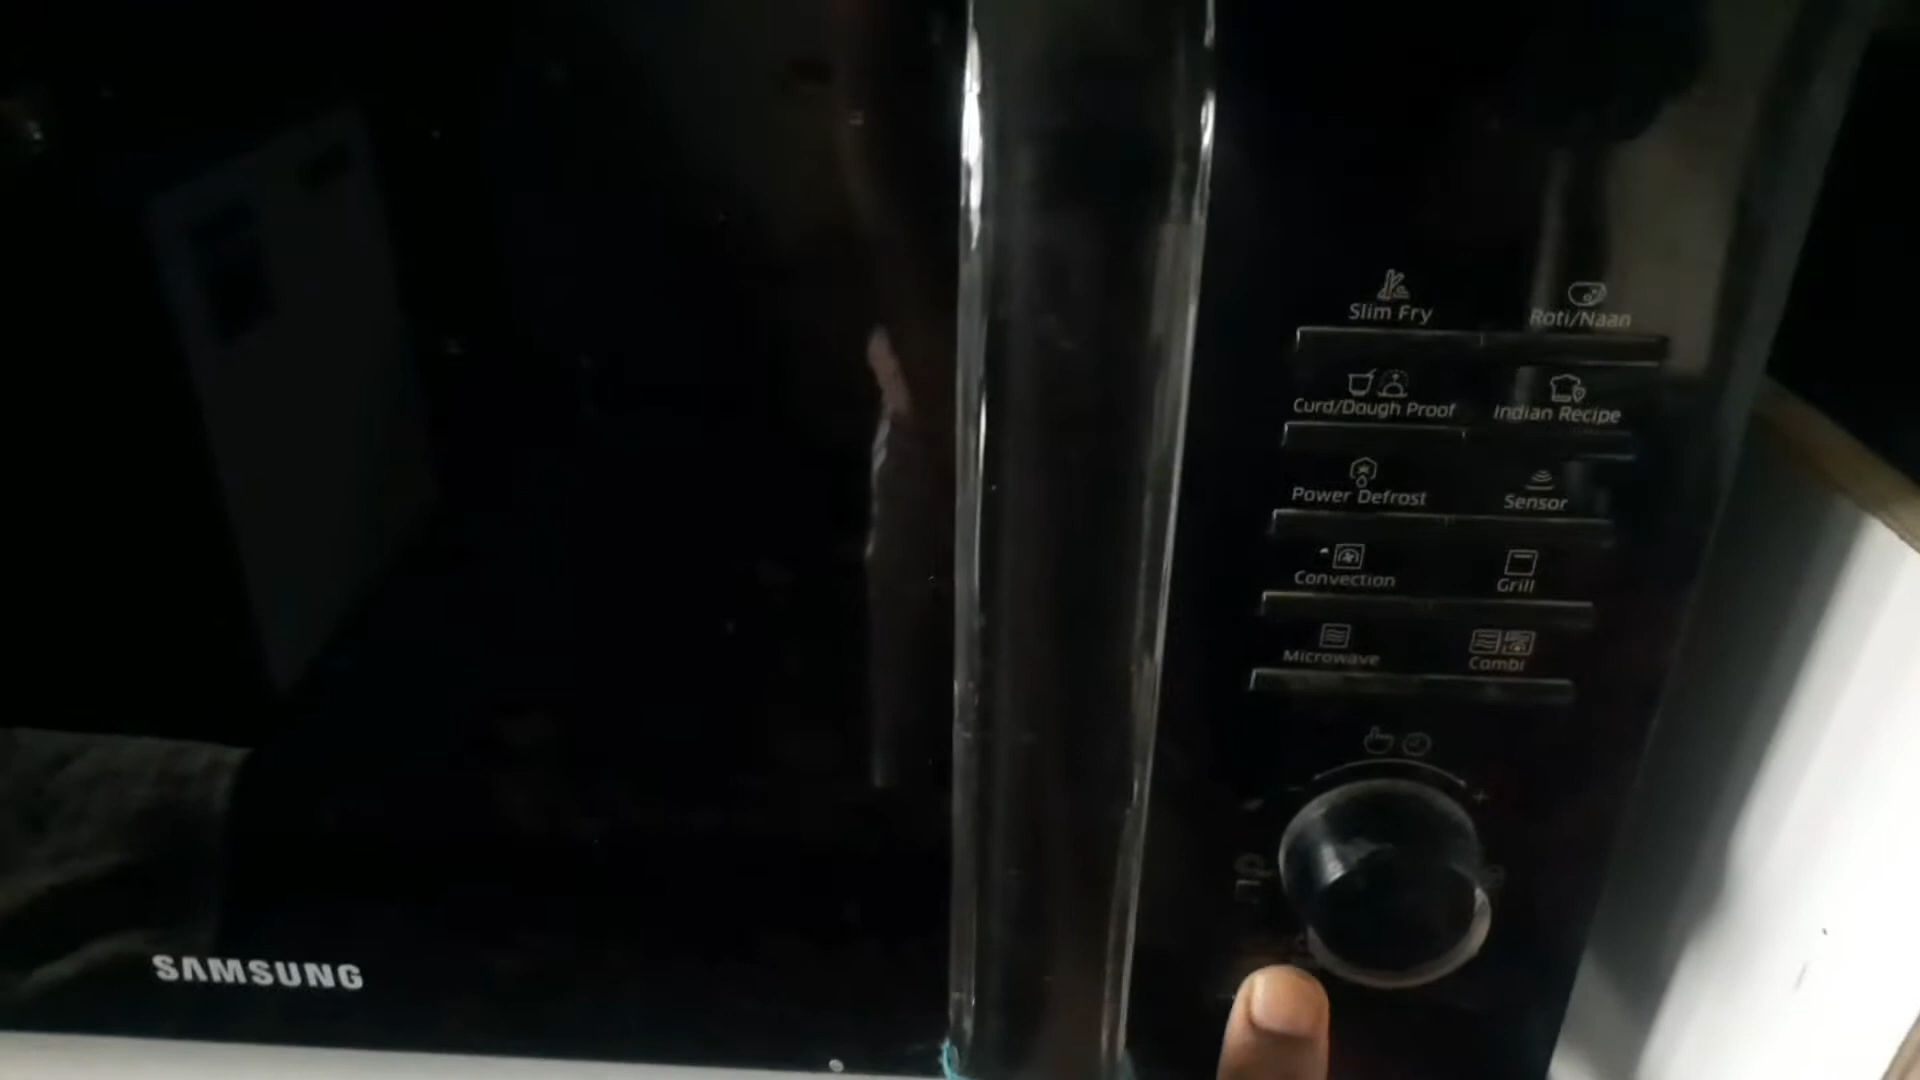 Slim Fry Roti/Naan
Curd/Dough Proof Indian Recipe
Power Defrost Sensor
Convection Grill
Microwave Combi
- +
SAMSUNG